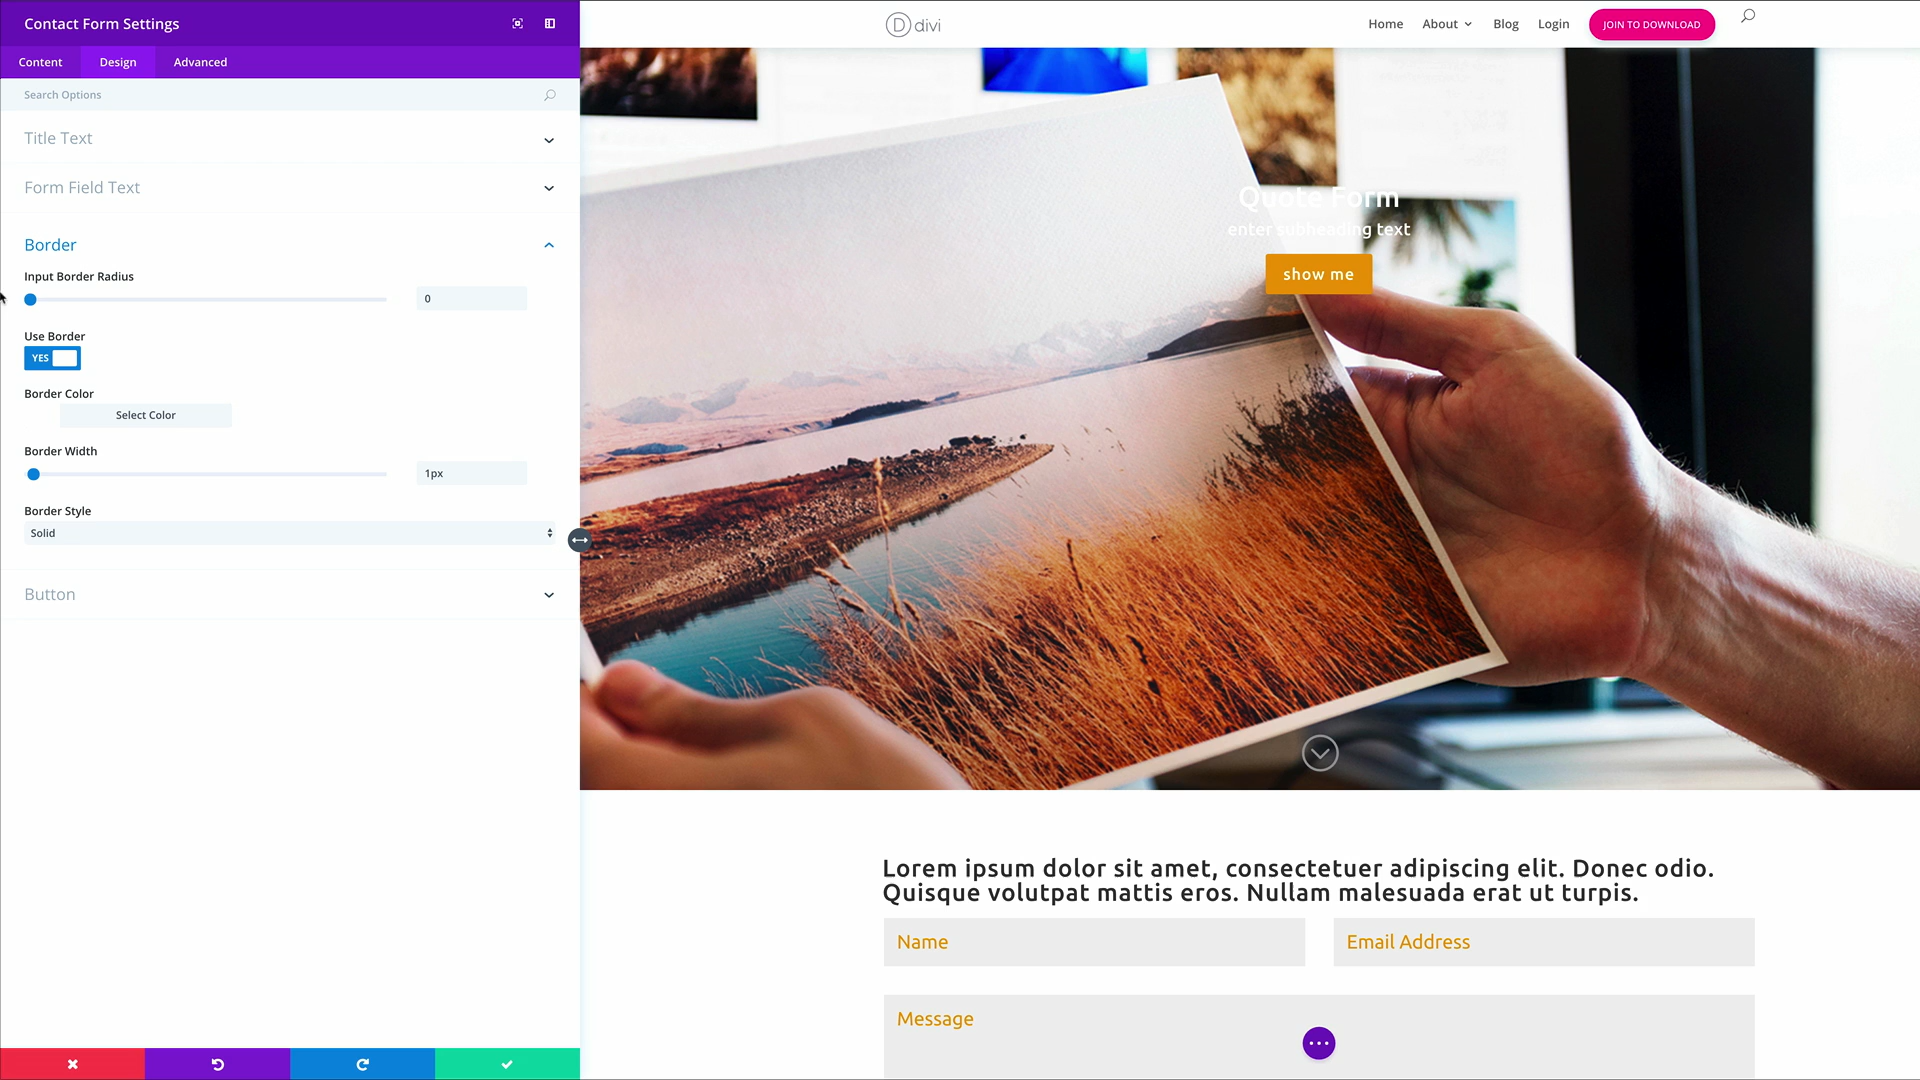 Contact Form Settings
Content
Design
Advanced
Search Options
Title Text
Form Field Text
Border
Input Border Radius
0
Use Border
YES
Border Color
Select Color
Border Width
1px
Border Style
Solid
Button
D divi
Home
About
Blog
Login
JOIN TO DOWNLOAD
Quote Form
enter subheading text
show me
Lorem ipsum dolor sit amet, consectetuer adipiscing elit. Donec odio.
Quisque volutpat mattis eros. Nullam malesuada erat ut turpis.
Name
Email Address
Message